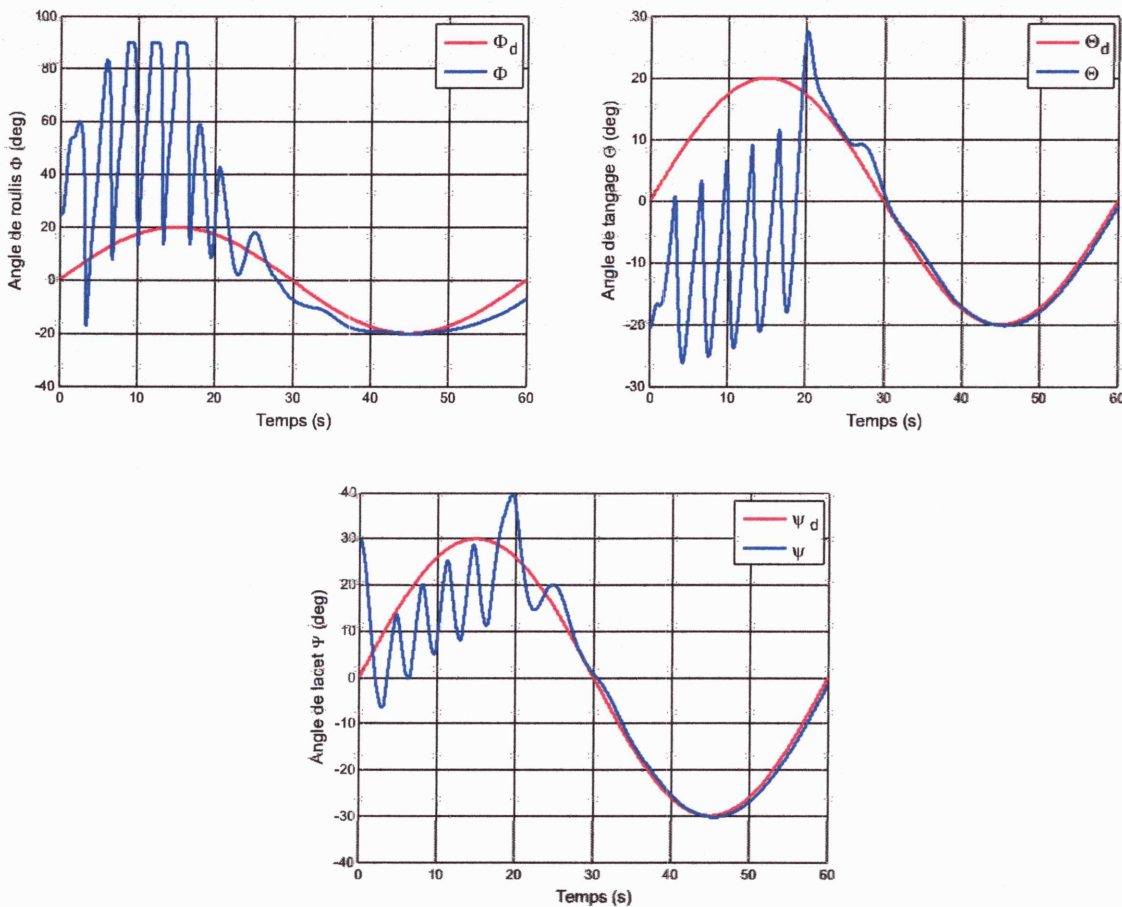 Angle de roulis Φ (deg)
100
80
60
40
20
0
-20
-40
0 10 20 30 40 50 60
Temps (s)
Φd
Φ
Angle de tangage Θ (deg)
30
20
10
0
-10
-20
-30
0 10 20 30 40 50 60
Temps (s)
Θd
Θ
Angle de lacet Ψ (deg)
40
30
20
10
0
-10
-20
-30
-40
0 10 20 30 40 50 60
Temps (s)
Ψ d
Ψ